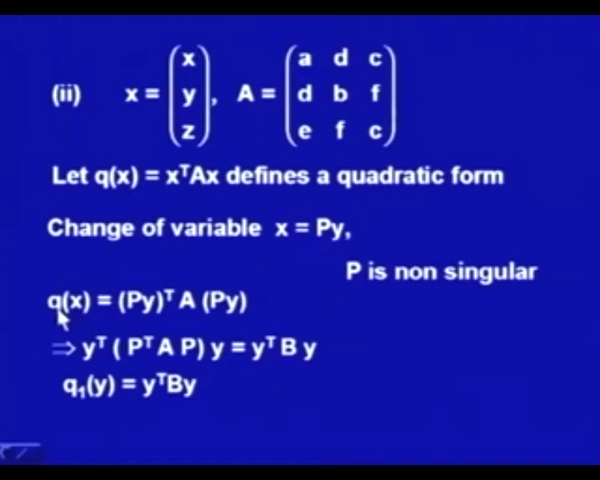 (ii) x = (x y z), A = (a d c
d b f
e f c)
Let q(x) = xᵀAx defines a quadratic form
Change of variable x = Py,
P is non singular
q(x) = (Py)ᵀ A (Py)
⇒ yᵀ ( Pᵀ A P) y = yᵀ B y
q₁(y) = yᵀBy